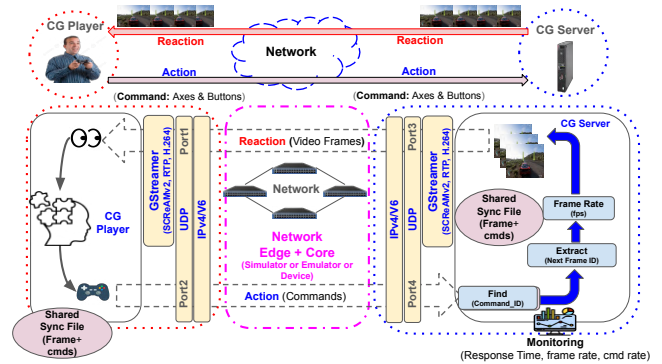 CG Player
CG Server
Reaction
Reaction
Network
Action
Action
(Command: Axes & Buttons)
(Command: Axes & Buttons)
CG
Player
Shared
Sync File
(Frame+
cmds)
GStreamer
(SCReAMv2, RTP, H.264)
Port1
Port2
UDP
IPv4/V6
Reaction (Video Frames)
Network
Network
Edge + Core
(Simulator or Emulator or
Device)
Action (Commands)
IPv4/V6
Port3
Port4
UDP
GStreamer
(SCReAMv2, RTP, H.264)
CG Server
Shared
Sync File
(Frame+
cmds)
Frame Rate
(fps)
Extract
(Next Frame ID)
Find
(Command_ID)
Monitoring
(Response Time, frame rate, cmd rate)